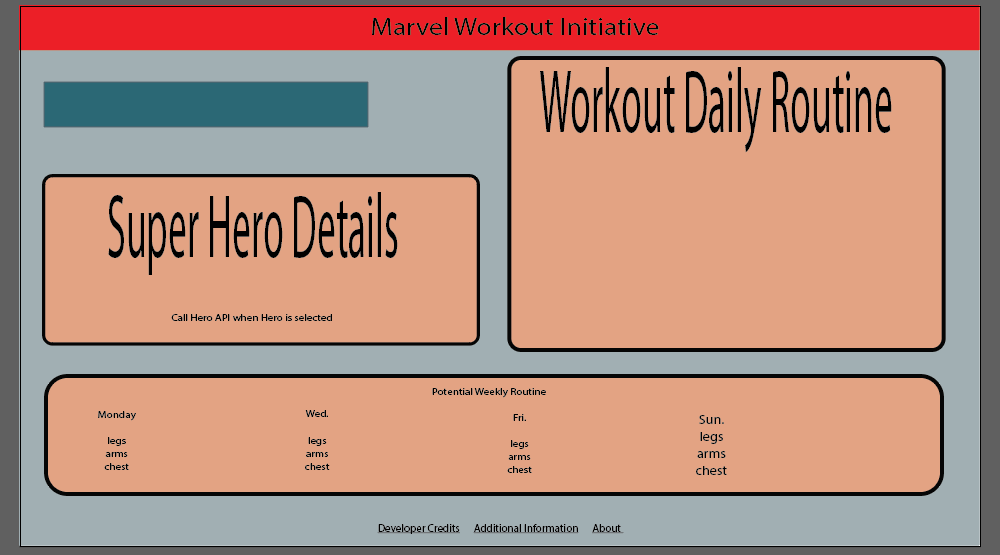 Marvel Workout Initiative
Workout Daily Routine
Super Hero Details
Call Hero API when Hero is selected
Potential Weekly Routine
Monday
legs
arms
chest
Wed.
legs
arms
chest
Fri.
legs
arms
chest
Sun.
legs
arms
chest
Developer Credits Additional Information About